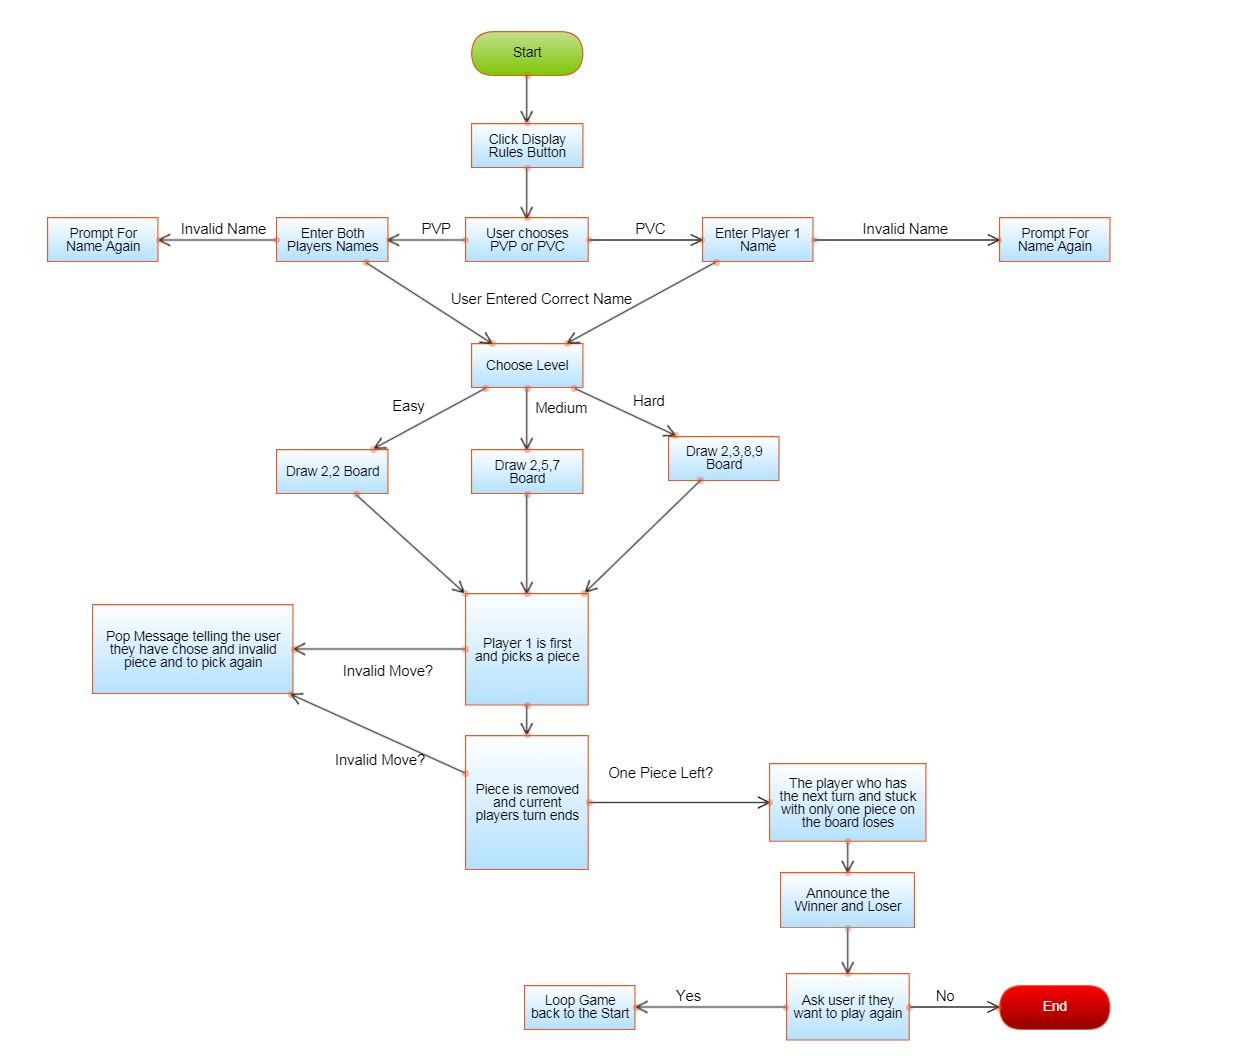 Start
Click Display
Rules Button
Prompt For
Name Again
Invalid Name
Enter Both
Players Names
PVP
User chooses
PVP or PVC
PVC
Enter Player 1
Name
Invalid Name
Prompt For
Name Again
User Entered Correct Name
Choose Level
Easy
Medium
Hard
Draw 2,2 Board
Draw 2,5,7
Board
Draw 2,3,8,9
Board
Pop Message telling the user
they have chose and invalid
piece and to pick again
Invalid Move?
Player 1 is first
and picks a piece
Invalid Move?
Piece is removed
and current
players turn ends
One Piece Left?
The player who has
the next turn and stuck
with only one piece on
the board loses
Announce the
Winner and Loser
Loop Game
back to the Start
Yes
Ask user if they
want to play again
No
End